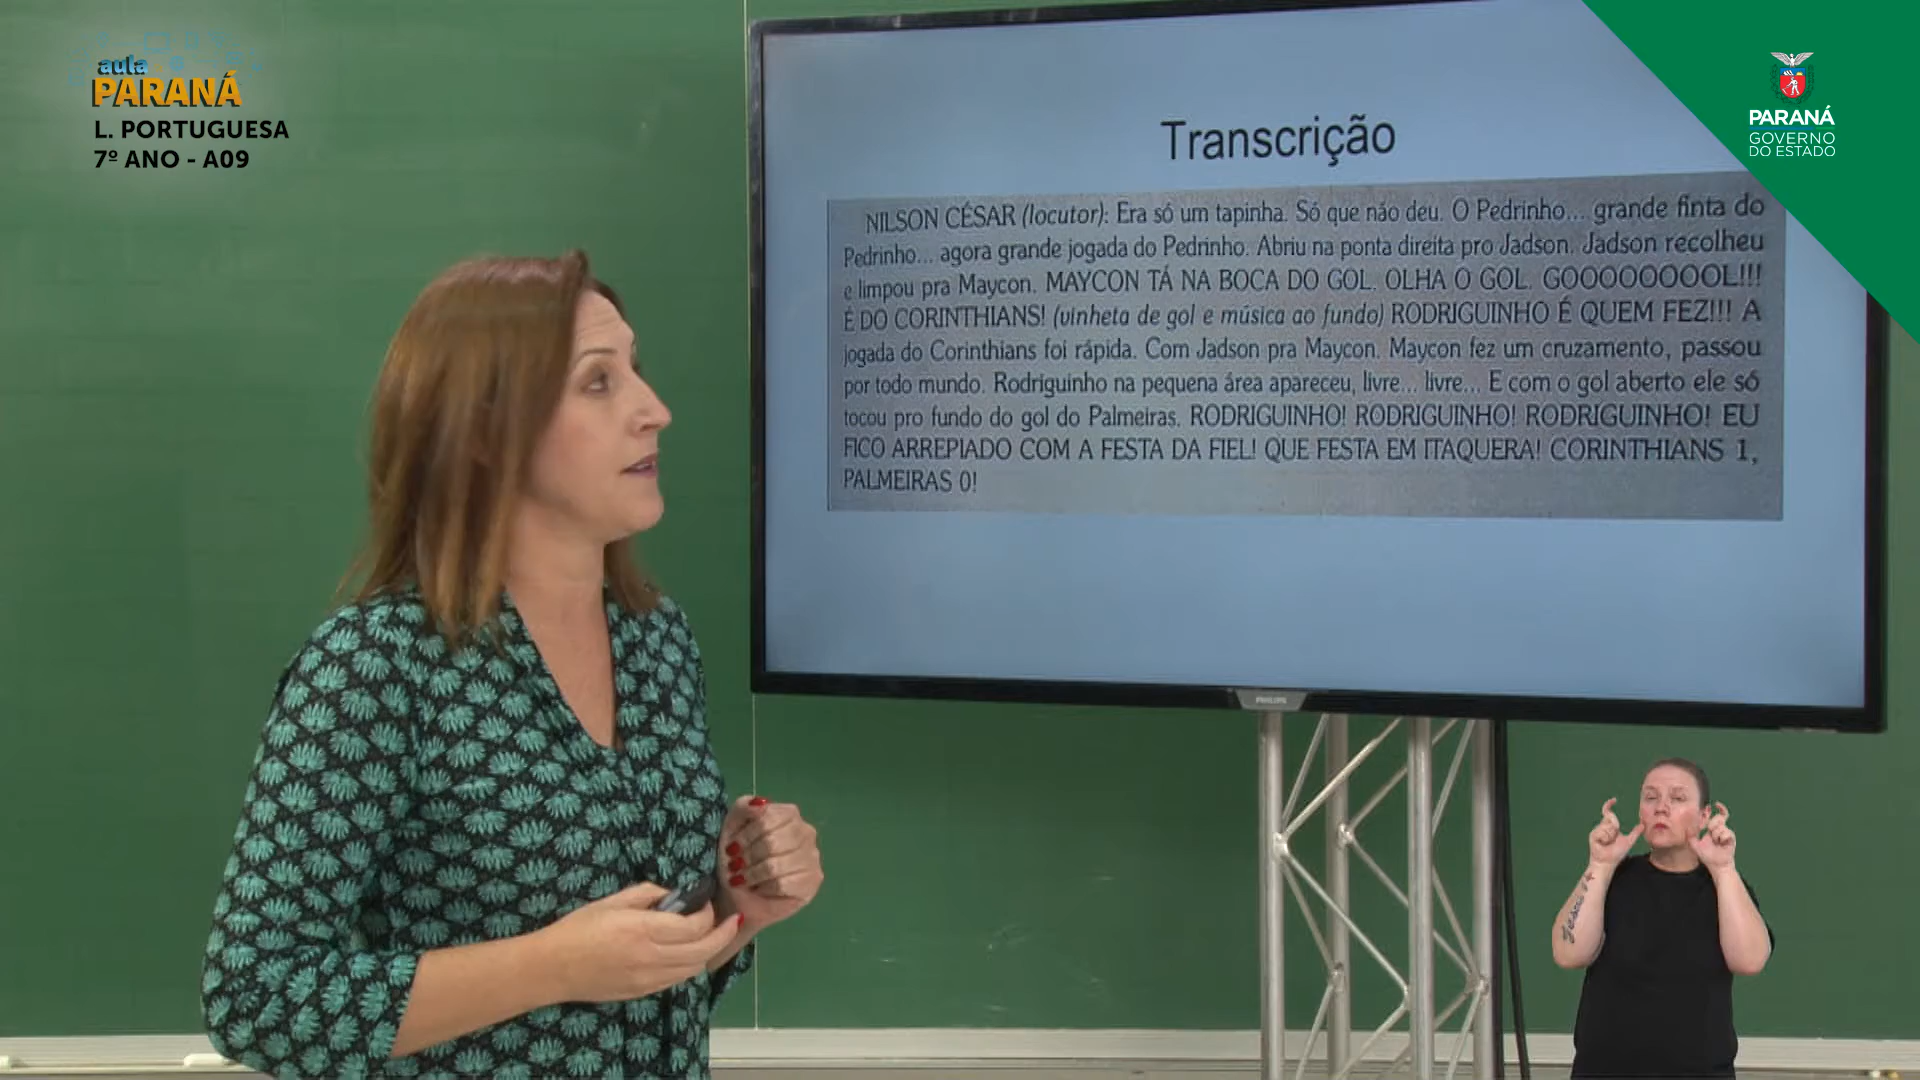 aula
PARANÁ
L. PORTUGUESA
7º ANO - A09
PARANÁ
GOVERNO
DO ESTADO
Transcrição
NILSON CÉSAR (locutor): Era só um tapinha. Só que não deu. O Pedrinho... grande finta do
Pedrinho... agora grande jogada do Pedrinho. Abriu na ponta direita pro Jadson. Jadson recolheu
e limpou pra Maycon. MAYCON TÁ NA BOCA DO GOL. OLHA O GOL. GOOOOOOOOL!!!
É DO CORINTHIANS! (vinheta de gol e música ao fundo) RODRIGUINHO É QUEM FEZ!!! A
jogada do Corinthians foi rápida. Com Jadson pra Maycon. Maycon fez um cruzamento, passou
por todo mundo. Rodriguinho na pequena área apareceu, livre... livre... E com o gol aberto ele só
tocou pro fundo do gol do Palmeiras. RODRIGUINHO! RODRIGUINHO! RODRIGUINHO! EU
FICO ARREPIADO COM A FESTA DA FIEL! QUE FESTA EM ITAQUERA! CORINTHIANS 1,
PALMEIRAS 0!
PHILIPS